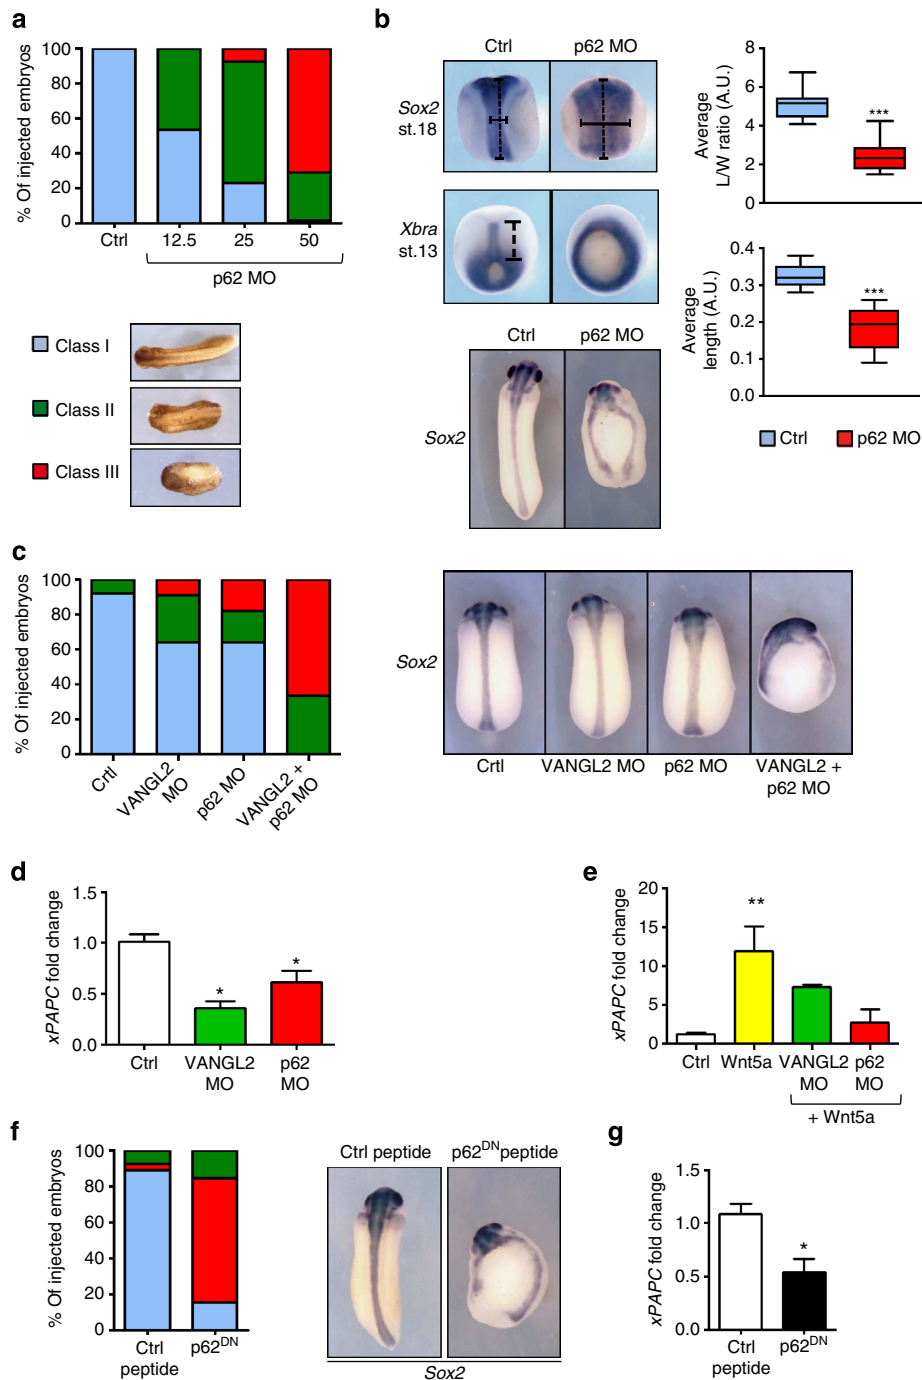 a
100
80
60
40
20
0
% Of injected embryos
Ctrl
12.5
25
50
p62 MO
Class I
Class II
Class III
b
Ctrl
p62 MO
Sox2
st.18
Xbra
st.13
Ctrl
p62 MO
Sox2
8
6
4
2
0
Average
L/W ratio (A.U.)
***
0.4
0.3
0.2
0.1
0.0
Average
length (A.U.)
***
Ctrl
p62 MO
c
100
80
60
40
20
0
% Of injected embryos
Crtl
VANGL2
MO
p62 MO
VANGL2 +
p62 MO
Sox2
Crtl
VANGL2 MO
p62 MO
VANGL2 +
p62 MO
d
1.5
1.0
0.5
0.0
xPAPC fold change
*
*
Ctrl
VANGL2
MO
p62
MO
e
20
15
10
5
0
xPAPC fold change
**
Ctrl
Wnt5a
VANGL2
MO
p62
MO
+ Wnt5a
f
100
80
60
40
20
0
% Of injected embryos
Ctrl
peptide
p62DN
Ctrl peptide
p62DN peptide
Sox2
g
1.5
1.0
0.5
0.0
xPAPC fold change
*
Ctrl
peptide
p62DN